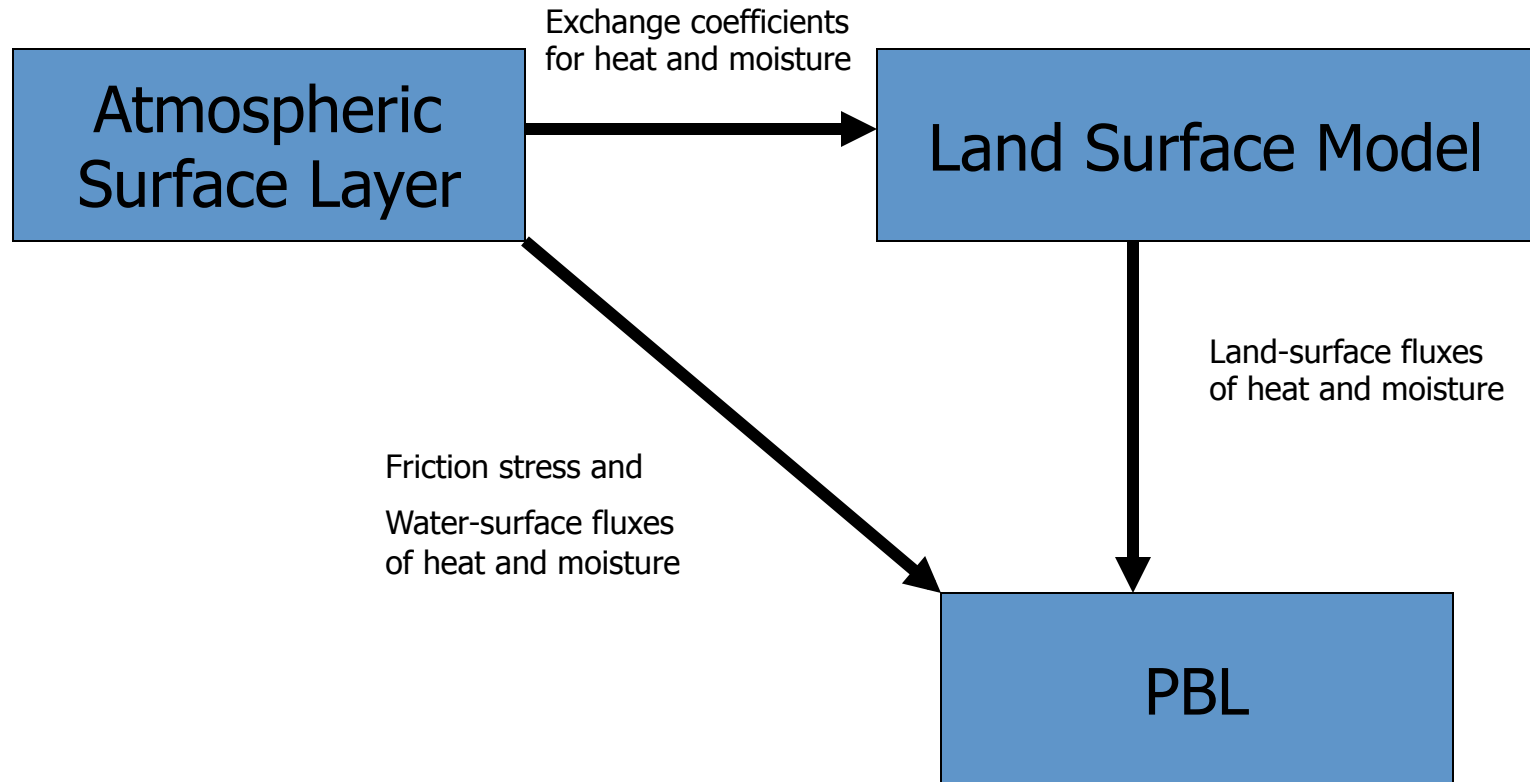 Exchange coefficients
for heat and moisture
Atmospheric
Surface Layer
Land Surface Model
Land-surface fluxes
of heat and moisture
Friction stress and
Water-surface fluxes
of heat and moisture
PBL